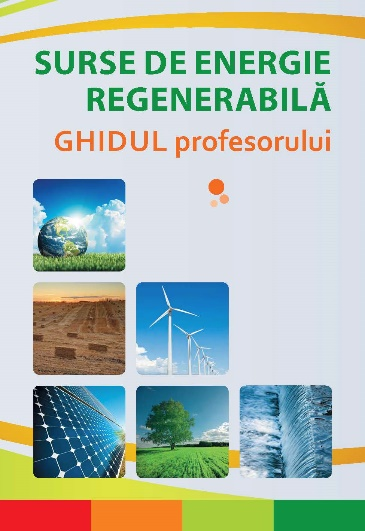 SURSE DE ENERGIE
REGENERABILĂ
GHIDUL profesorului